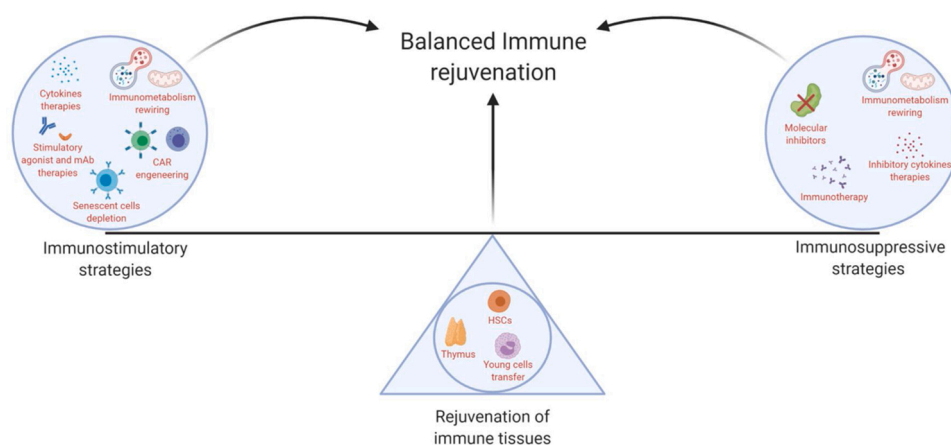 Balanced Immune
rejuvenation
Cytokines
therapies
Immunometabolism
rewiring
Stimulatory
agonist and mAb
therapies
CAR
engeneering
Senescent cells
depletion
Immunostimulatory
strategies
Immunometabolism
rewiring
Molecular
inhibitors
Inhibitory cytokines
therapies
Immunotherapy
Immunosuppressive
strategies
HSCs
Thymus
Young cells
transfer
Rejuvenation of
immune tissues